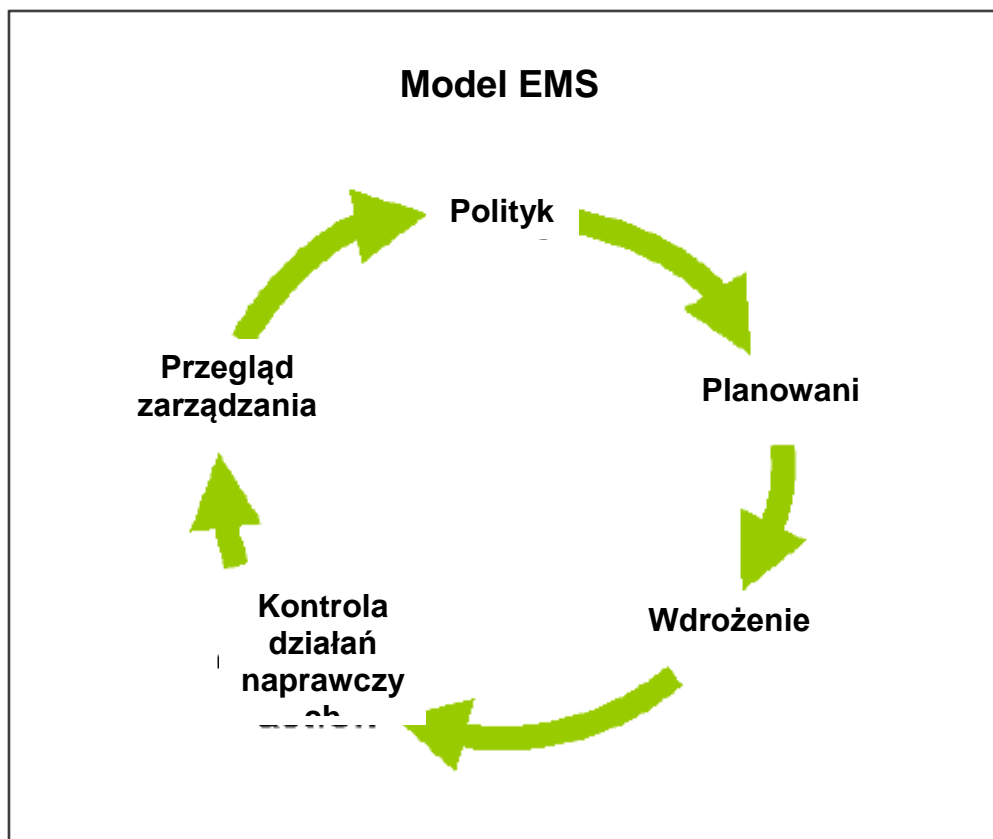 Model EMS
Polityk
Planowani
Wdrożenie
Kontrola
działań
naprawczy
Przegląd
zarządzania